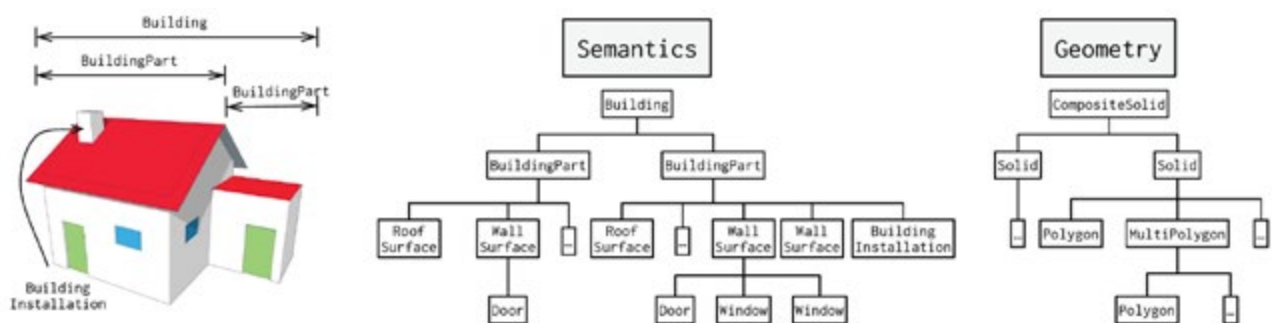 Building
BuildingPart
BuildingPart
Building
Installation
Semantics
Building
BuildingPart BuildingPart
Roof
Surface
Wall
Surface
…
Roof
Surface
…
Wall
Surface
Wall
Surface
Building
Installation
Door Door Window Window
Geometry
CompositeSolid
Solid Solid
… Polygon MultiPolygon …
Polygon …